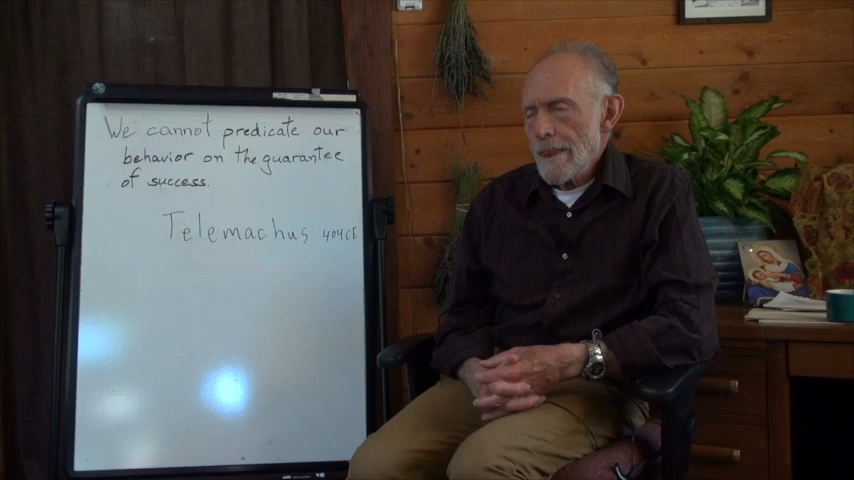 We cannot predicate our
behavior on the guarantee
of success.
Telemachus 404CE